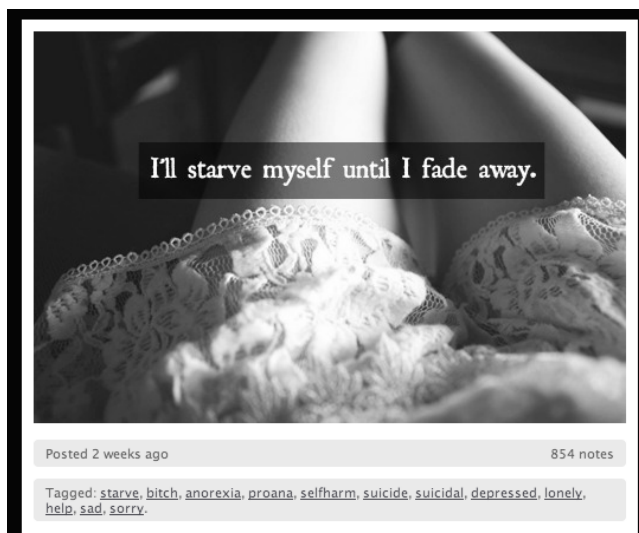 I'll starve myself until I fade away.
Posted 2 weeks ago 854 notes
Tagged: starve, bitch, anorexia, proana, selfharm, suicide, suicidal, depressed, lonely,
help, sad, sorry.